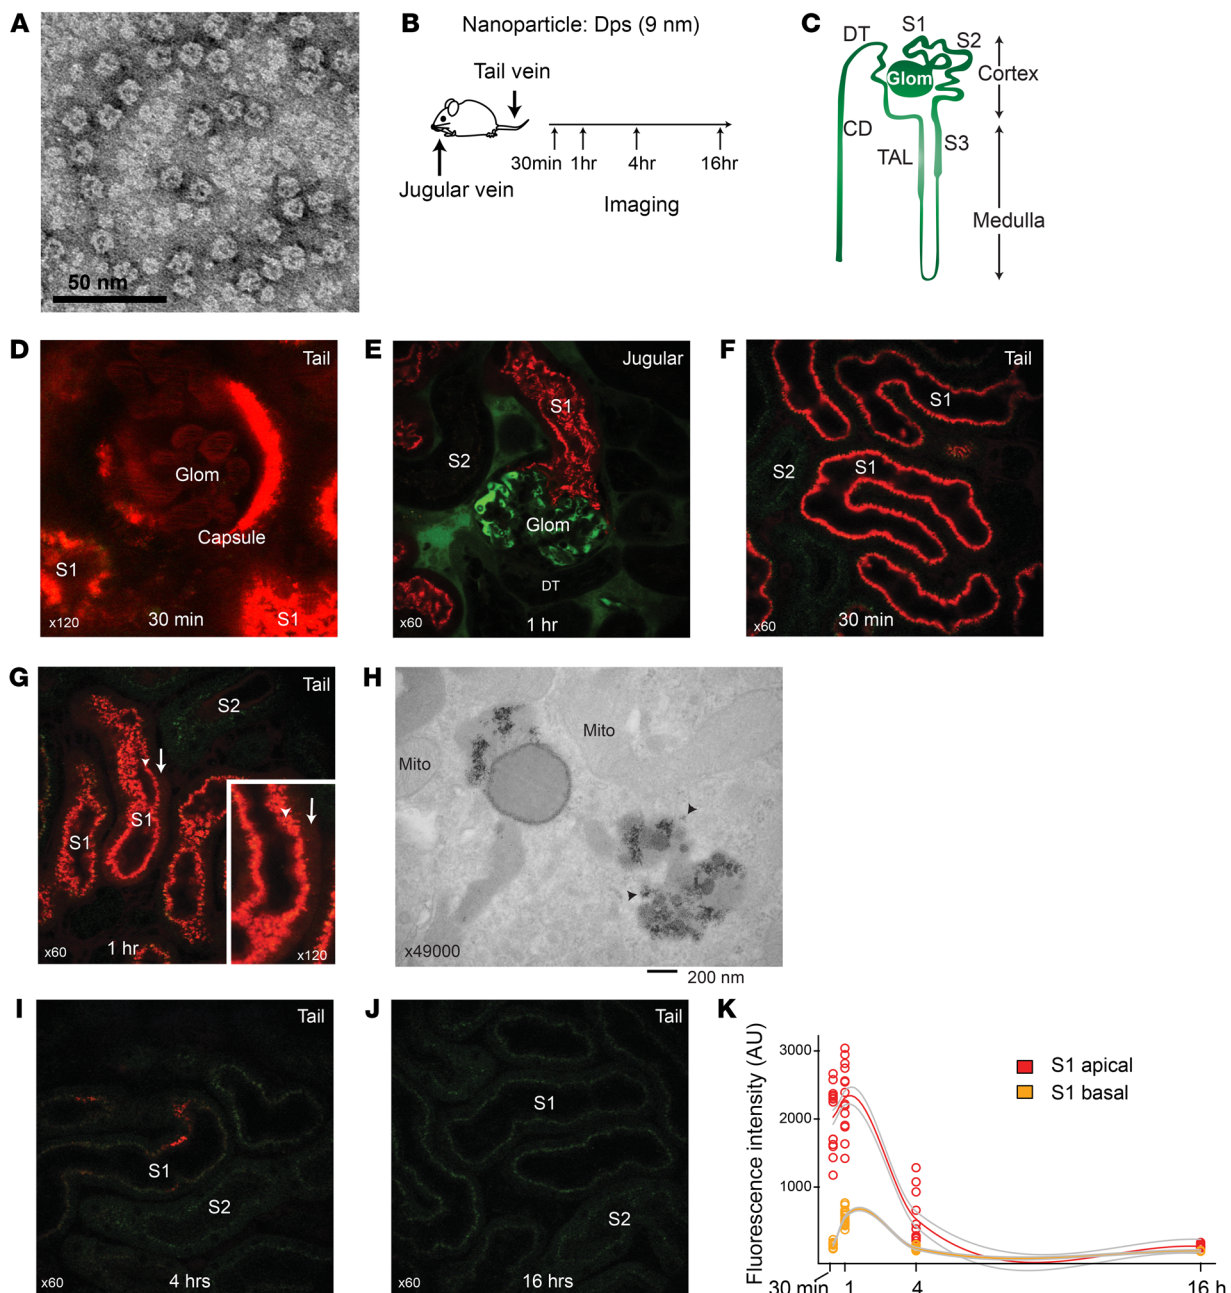 A
50 nm
B
Nanoparticle: Dps (9 nm)
Tail vein
Jugular vein
30min 1hr 4hr 16hr
Imaging
C
DT
S1
S2
Glom
Cortex
CD
TAL
S3
Medulla
D
Tail
Glom
Capsule
S1
S1
x120
30 min
E
Jugular
S1
S2
Glom
DT
x60
1 hr
F
Tail
S1
S2
S1
x60
30 min
G
Tail
S2
S1
S1
x60
1 hr
x120
H
Mito
Mito
x49000
200 nm
I
Tail
S1
S2
x60
4 hrs
J
Tail
S1
S2
x60
16 hrs
K
Fluorescence intensity (AU)
3000
2000
1000
S1 apical
S1 basal
30 min 1 4 16 h